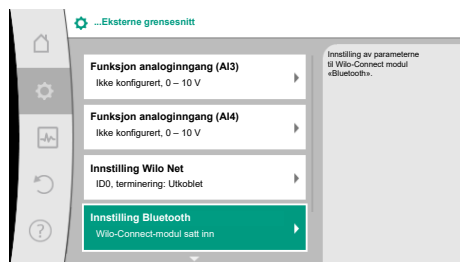 ...Eksterne grensesnitt
Funksjon analoginngang (AI3)
Ikke konfigurert, 0 – 10 V
Funksjon analoginngang (AI4)
Ikke konfigurert, 0 – 10 V
Innstilling Wilo Net
ID0, terminering: Utkoblet
Innstilling Bluetooth
Wilo-Connect-modul satt inn
Innstilling av parameterne
til Wilo-Connect modul
«Bluetooth».